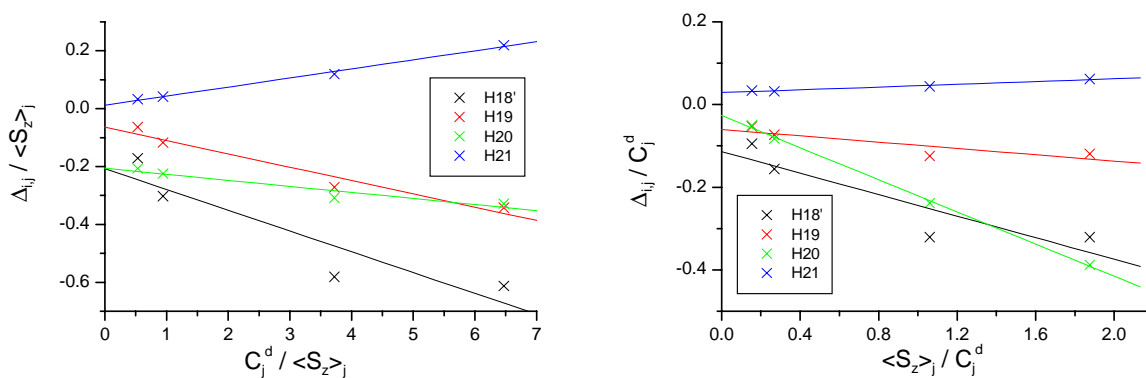 Δi,j / <Sz>j
0.2
0.0
-0.2
-0.4
-0.6
0 1 2 3 4 5 6 7
Cjd / <Sz>j
H18'
H19
H20
H21
Δi,j / Cjd
0.2
0.0
-0.2
-0.4
0.0 0.4 0.8 1.2 1.6 2.0
<Sz>j / Cjd
H18'
H19
H20
H21